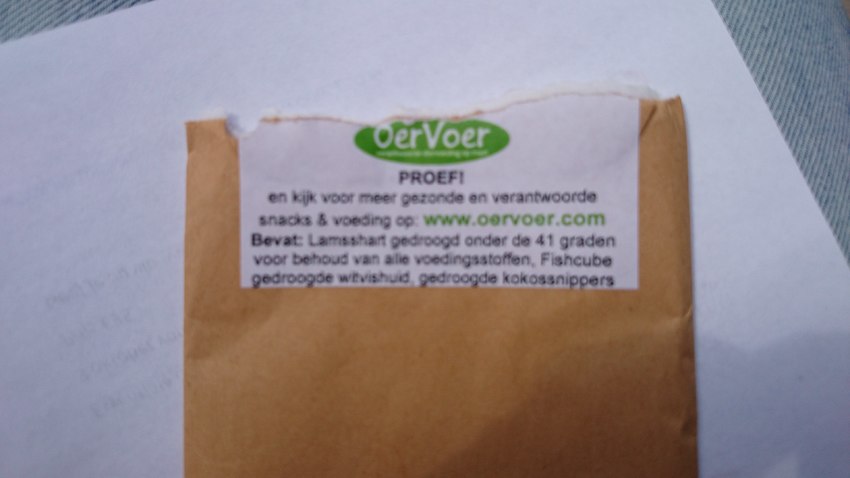 OerVoer
PROEF!
en kijk voor meer gezonde en verantwoorde
snacks & voeding op: www.oervoer.com
Bevat: Lamsshart gedroogd onder de 41 graden
voor behoud van alle voedingsstoffen, Fishcube
gedroogde witvishuid, gedroogde kokossnippers